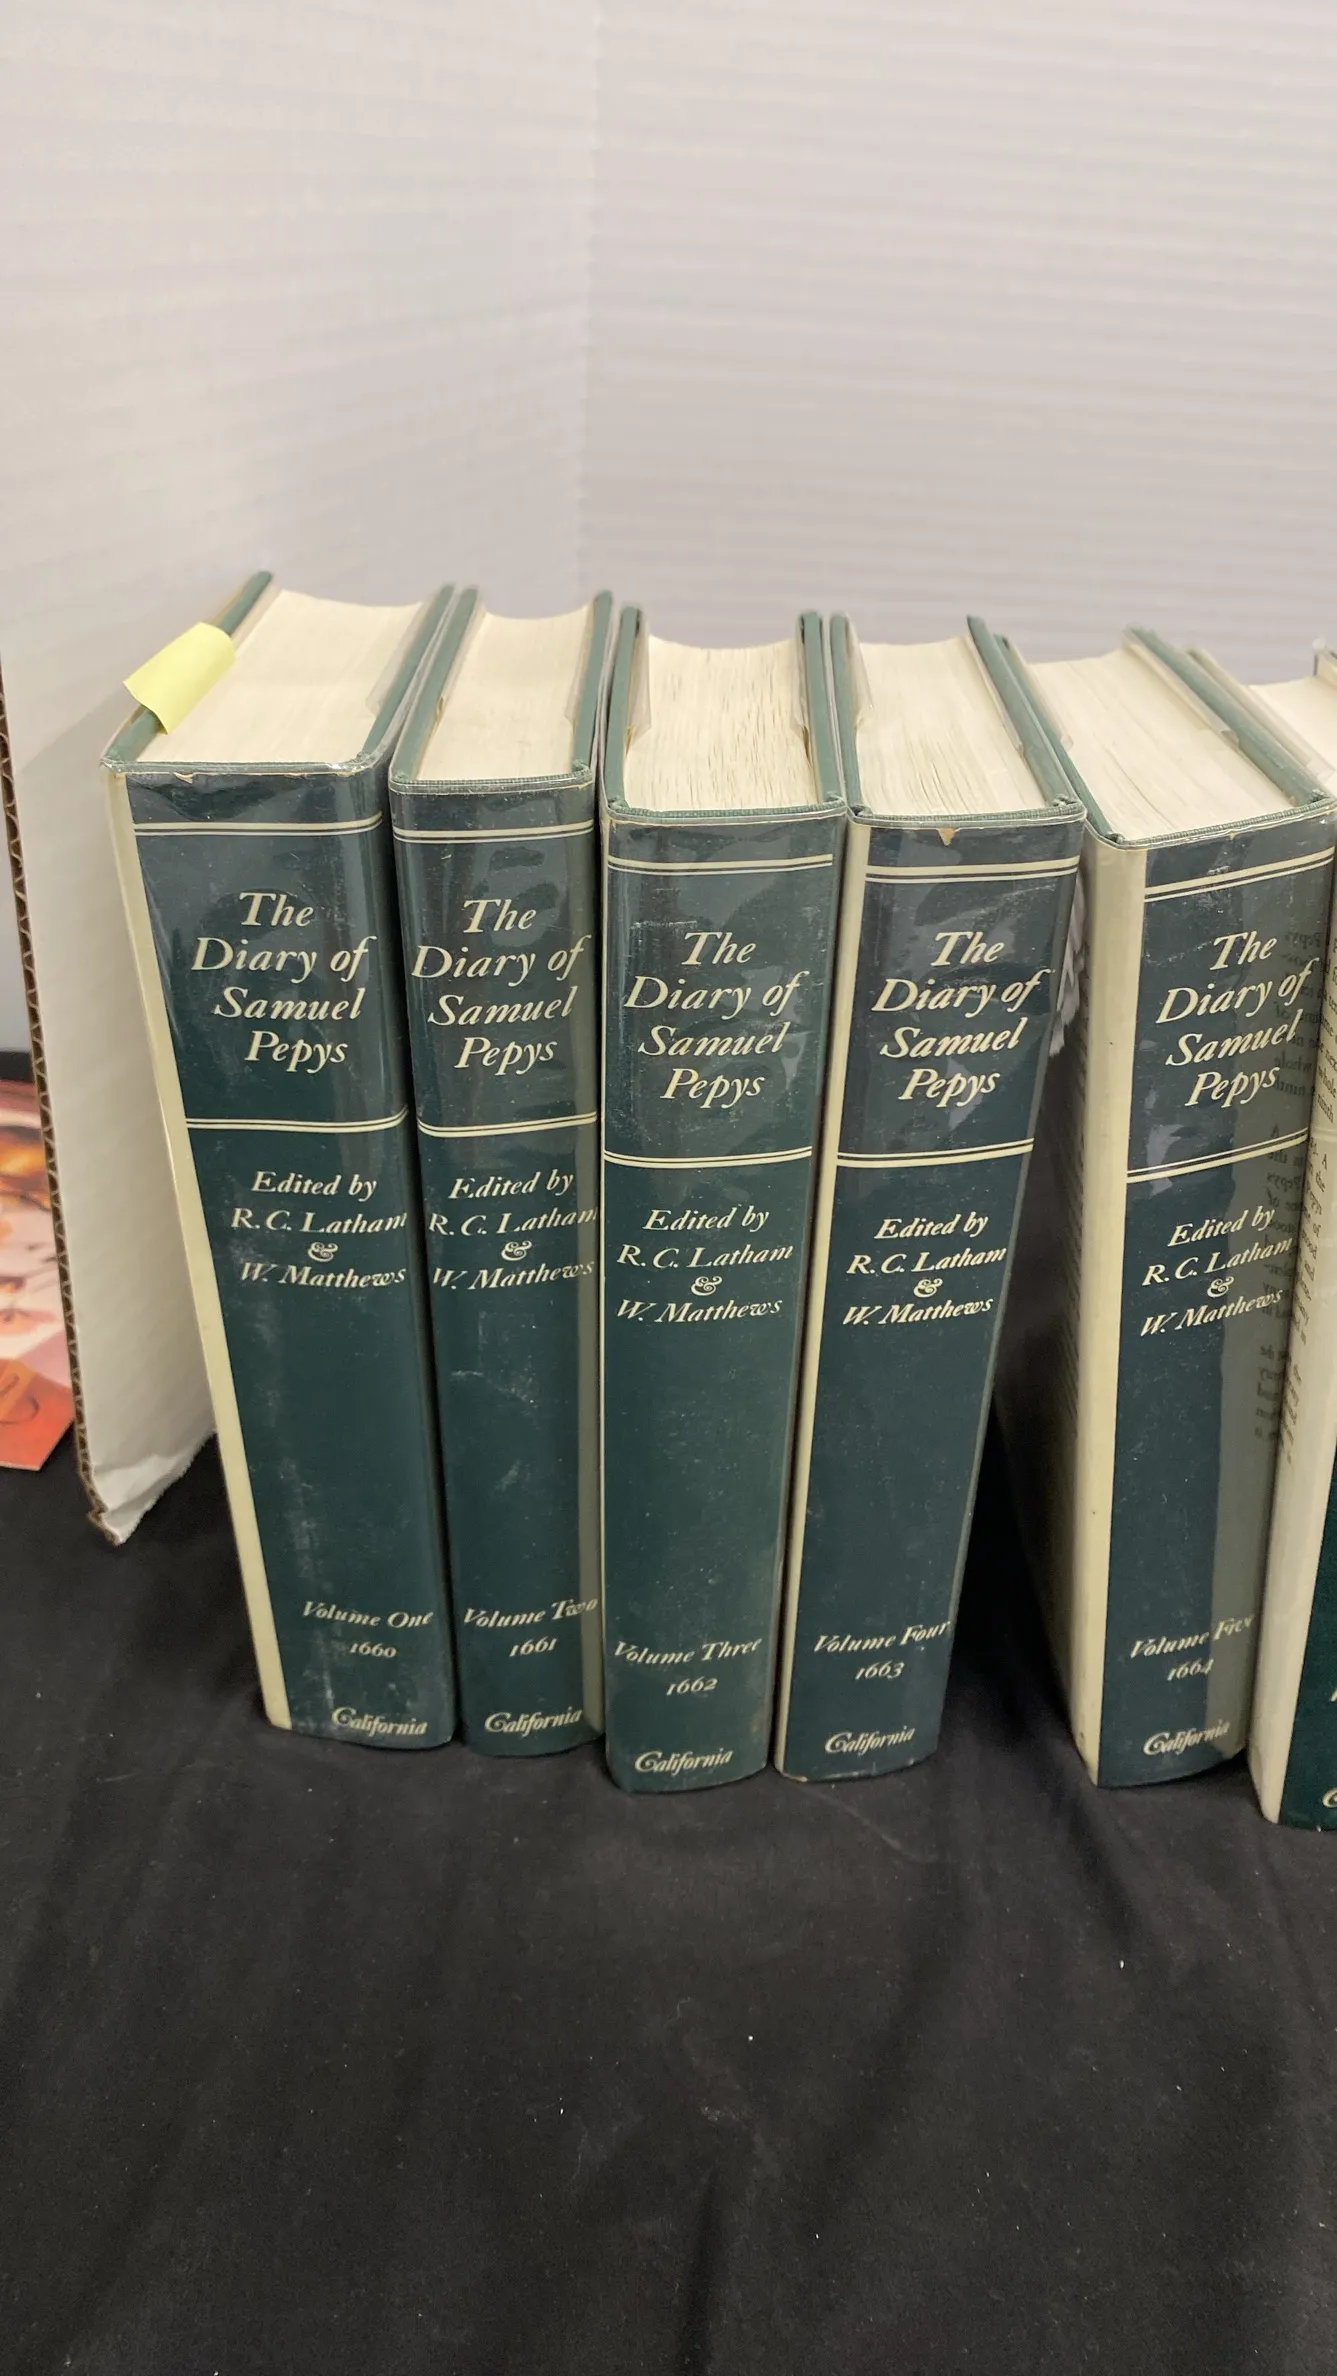 The
Diary of
Samuel
Pepys
Edited by
R. C. Latham
&
W. Matthews
Volume One
1660
California
The
Diary of
Samuel
Pepys
Edited by
R. C. Latham
&
W. Matthews
Volume Two
1661
California
The
Diary of
Samuel
Pepys
Edited by
R. C. Latham
&
W. Matthews
Volume Three
1662
California
The
Diary of
Samuel
Pepys
Edited by
R. C. Latham
&
W. Matthews
Volume Four
1663
California
The
Diary of
Samuel
Pepys
Edited by
R. C. Latham
&
W. Matthews
Volume Five
1664
California